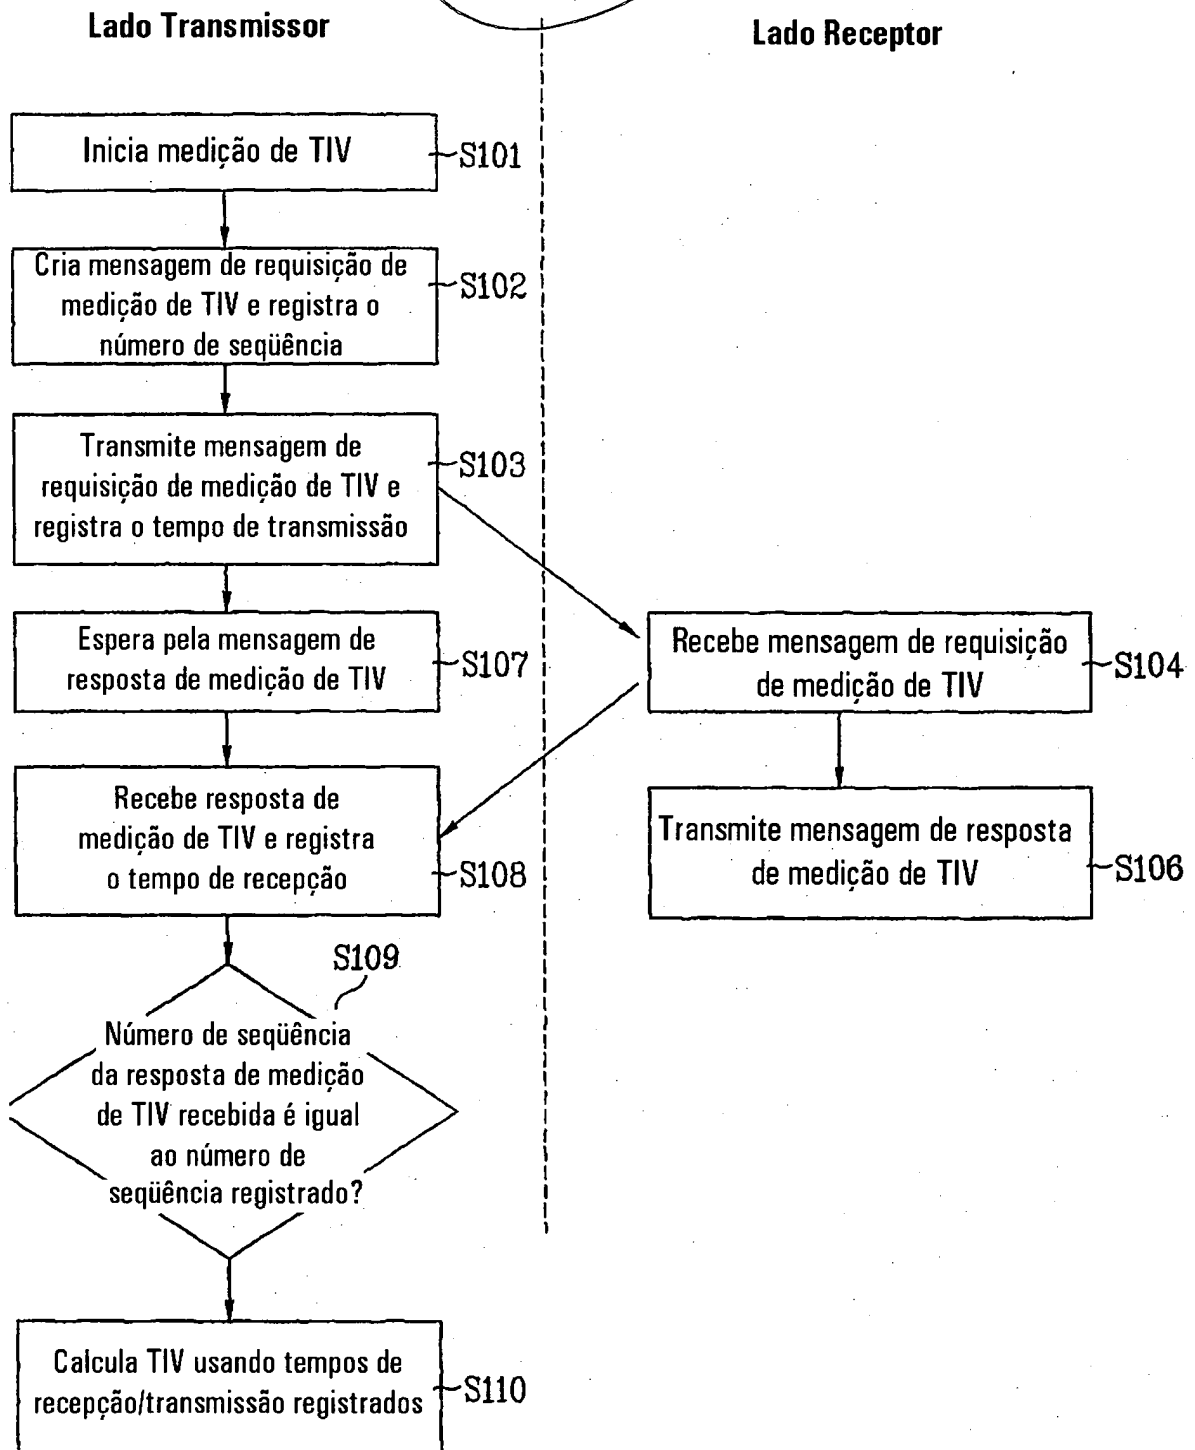 Lado Transmissor
Lado Receptor
Inicia medição de TIV
S101
Cria mensagem de requisição de
medição de TIV e registra o
número de seqüência
S102
Transmite mensagem de
requisição de medição de TIV e
registra o tempo de transmissão
S103
Espera pela mensagem de
resposta de medição de TIV
S107
Recebe mensagem de requisição
de medição de TIV
S104
Recebe resposta de
medição de TIV e registra
o tempo de recepção
S108
Transmite mensagem de resposta
de medição de TIV
S106
S109
Número de seqüência
da resposta de medição
de TIV recebida é igual
ao número de
seqüência registrado?
Calcula TIV usando tempos de
recepção/transmissão registrados
S110